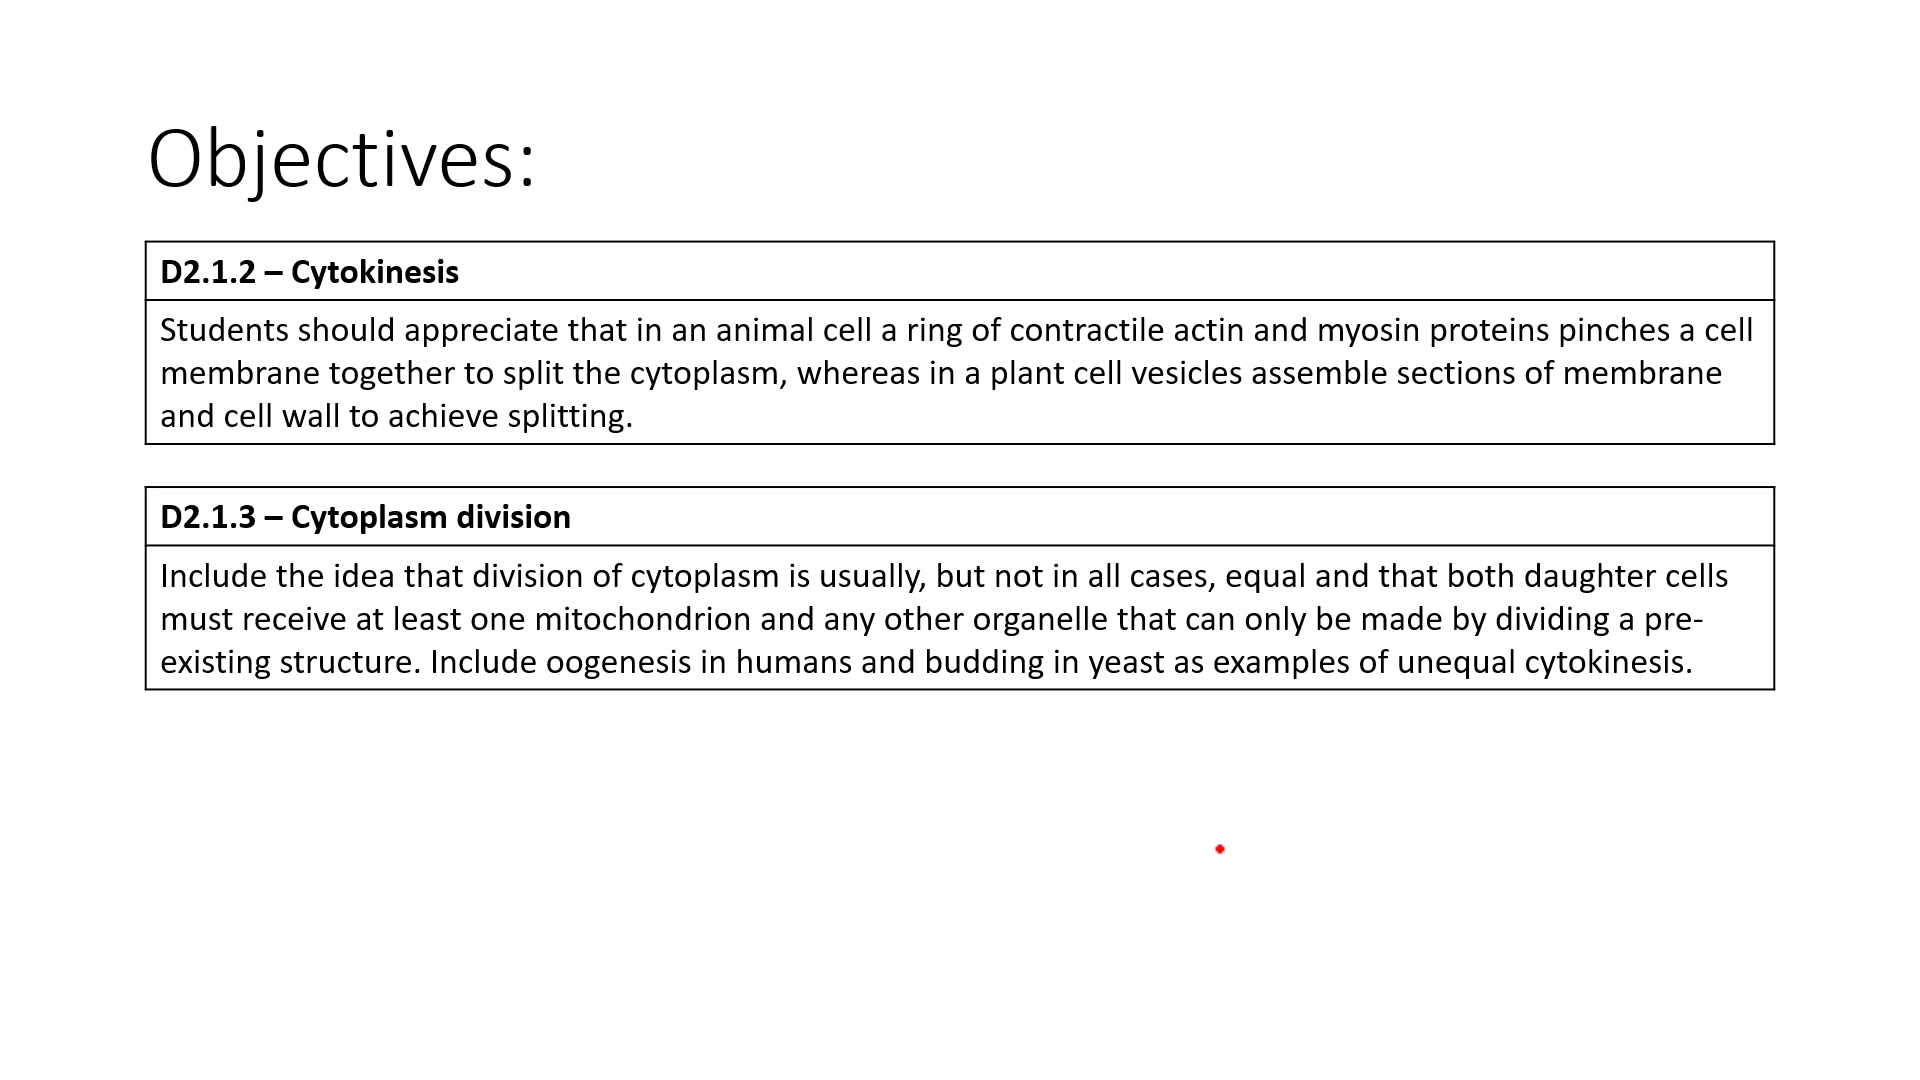 Objectives:
D2.1.2 – Cytokinesis
Students should appreciate that in an animal cell a ring of contractile actin and myosin proteins pinches a cell
membrane together to split the cytoplasm, whereas in a plant cell vesicles assemble sections of membrane
and cell wall to achieve splitting.
D2.1.3 – Cytoplasm division
Include the idea that division of cytoplasm is usually, but not in all cases, equal and that both daughter cells
must receive at least one mitochondrion and any other organelle that can only be made by dividing a pre-
existing structure. Include oogenesis in humans and budding in yeast as examples of unequal cytokinesis.